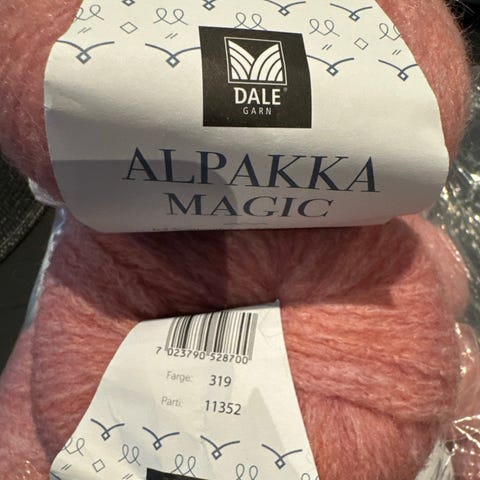 DALE®
GARN
ALPAKKA
MAGIC
7 023790 528700
Farge: 319
Parti: 11352